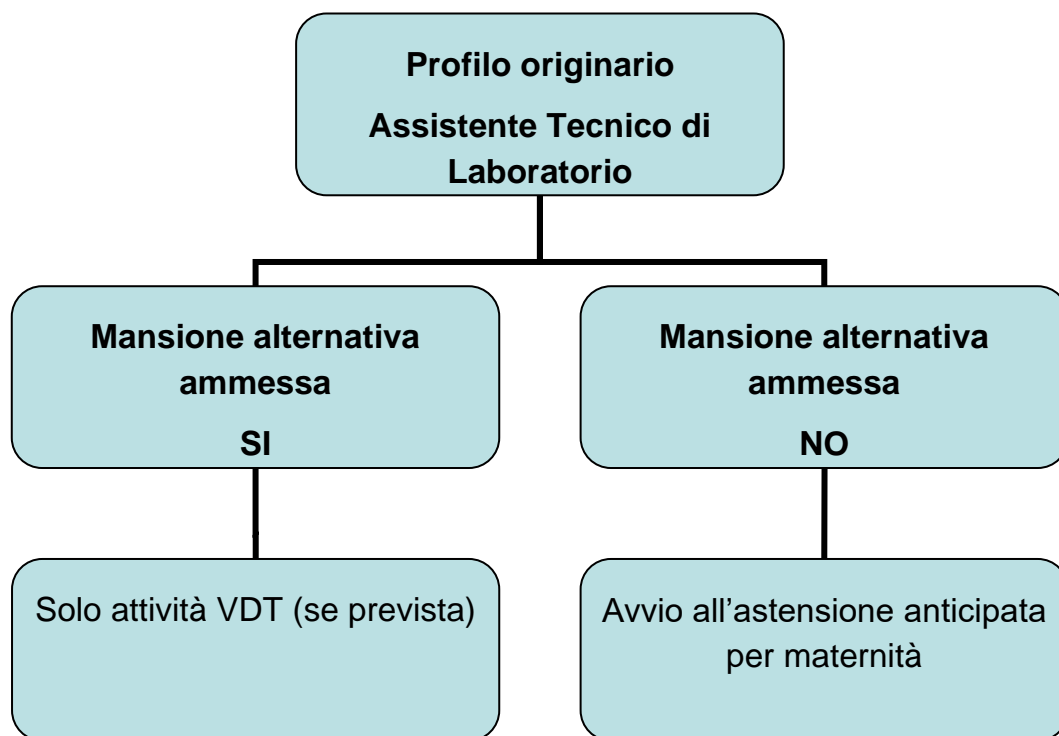 Profilo originario
Assistente Tecnico di
Laboratorio
Mansione alternativa
ammessa
SI
Mansione alternativa
ammessa
NO
Solo attività VDT (se prevista)
Avvio all’astensione anticipata
per maternità